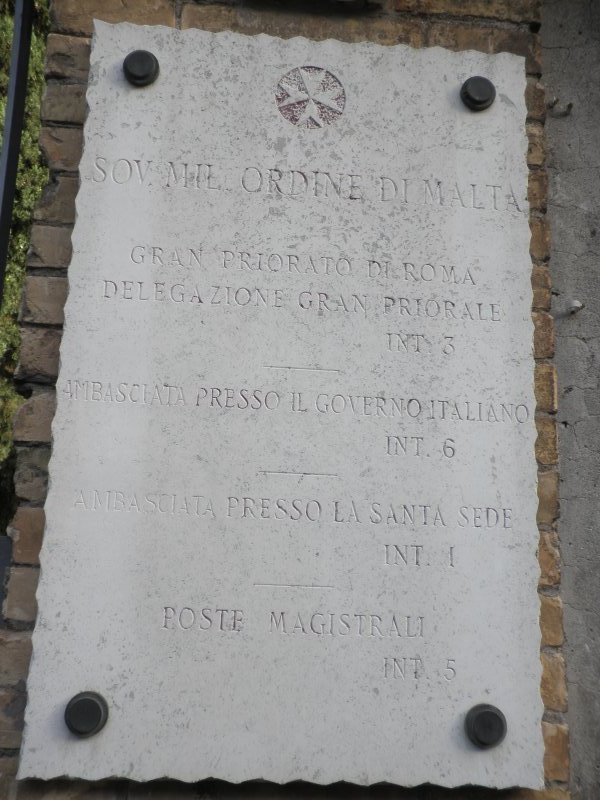 SOV. MIL. ORDINE DI MALTA
GRAN PRIORATO DI ROMA
DELEGAZIONE GRAN PRIORALE
INT. 3
AMBASCIATA PRESSO IL GOVERNO ITALIANO
INT. 6
AMBASCIATA PRESSO LA SANTA SEDE
INT. 1
POSTE MAGISTRALI
INT. 5